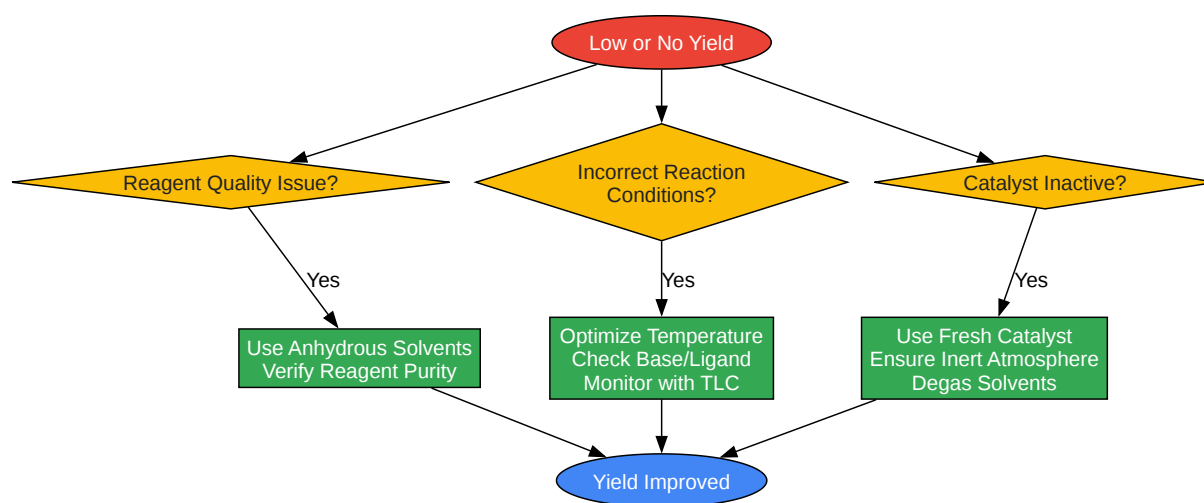 Low or No Yield
Reagent Quality Issue?
Incorrect Reaction
Conditions?
Catalyst Inactive?
Yes
Yes
Yes
Use Anhydrous Solvents
Verify Reagent Purity
Optimize Temperature
Check Base/Ligand
Monitor with TLC
Use Fresh Catalyst
Ensure Inert Atmosphere
Degas Solvents
Yield Improved